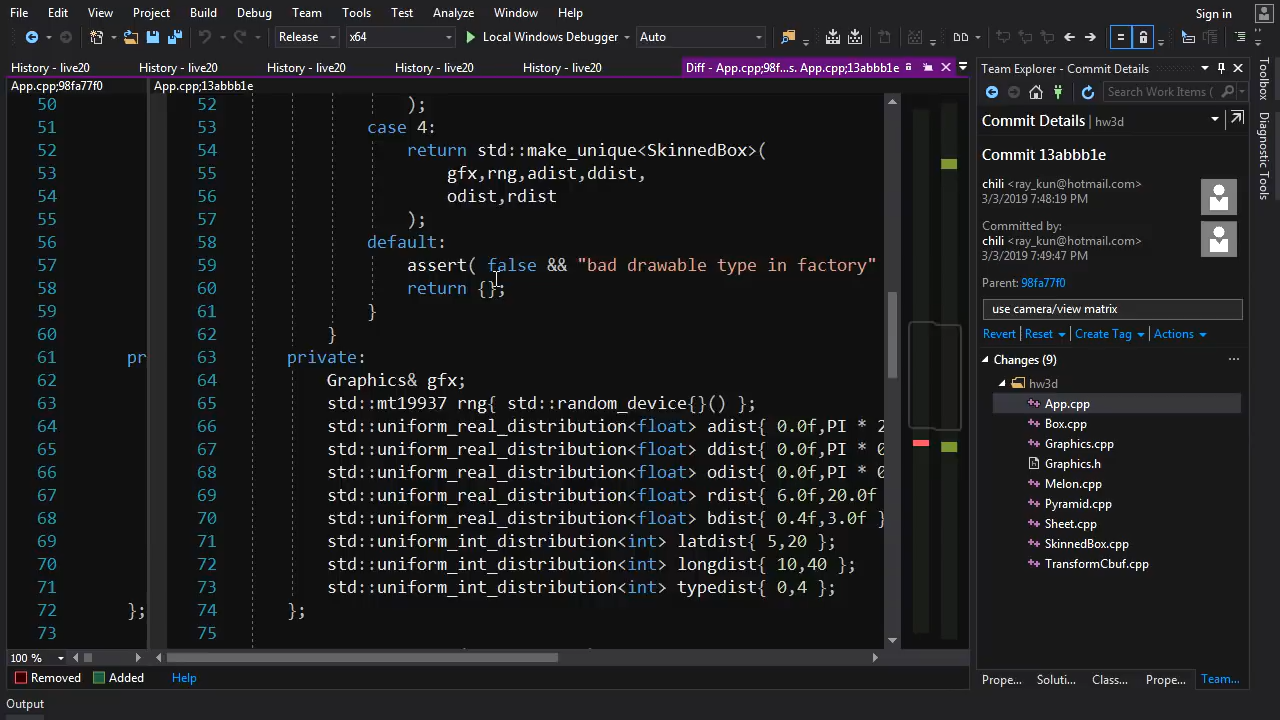 File Edit View Project Build Debug Team Tools Test Analyze Window Help Sign in
Release x64 Local Windows Debugger Auto
History - live20 History - live20 History - live20 History - live20 History - live20 Diff - App.cpp;98f...s. App.cpp;13abbb1e
App.cpp;98fa77f0 App.cpp;13abbb1e
50 52 );
51 53 case 4:
52 54 return std::make_unique<SkinnedBox>(
53 55 gfx,rng,adist,ddist,
54 56 odist,rdist
55 57 );
56 58 default:
57 59 assert( false && "bad drawable type in factory"
58 60 return {};
59 61 }
60 62 }
61 pr 63 private:
62 64 Graphics& gfx;
63 65 std::mt19937 rng{ std::random_device{}() };
64 66 std::uniform_real_distribution<float> adist{ 0.0f,PI * 2
65 67 std::uniform_real_distribution<float> ddist{ 0.0f,PI * 0
66 68 std::uniform_real_distribution<float> odist{ 0.0f,PI * 0
67 69 std::uniform_real_distribution<float> rdist{ 6.0f,20.0f
68 70 std::uniform_real_distribution<float> bdist{ 0.4f,3.0f }
69 71 std::uniform_int_distribution<int> latdist{ 5,20 };
70 72 std::uniform_int_distribution<int> longdist{ 10,40 };
71 73 std::uniform_int_distribution<int> typedist{ 0,4 };
72 }; 74 };
73 75
100 %
Removed Added Help
Output
Team Explorer - Commit Details
Search Work Items (
Commit Details | hw3d
Commit 13abbb1e
chili <ray_kun@hotmail.com>
3/3/2019 7:48:19 PM
Committed by:
chili <ray_kun@hotmail.com>
3/3/2019 7:49:47 PM
Parent: 98fa77f0
use camera/view matrix
Revert Reset Create Tag Actions
Changes (9)
hw3d
App.cpp
Box.cpp
Graphics.cpp
Graphics.h
Melon.cpp
Pyramid.cpp
Sheet.cpp
SkinnedBox.cpp
TransformCbuf.cpp
Prope... Soluti... Class... Prope... Team...
Toolbox
Diagnostic Tools